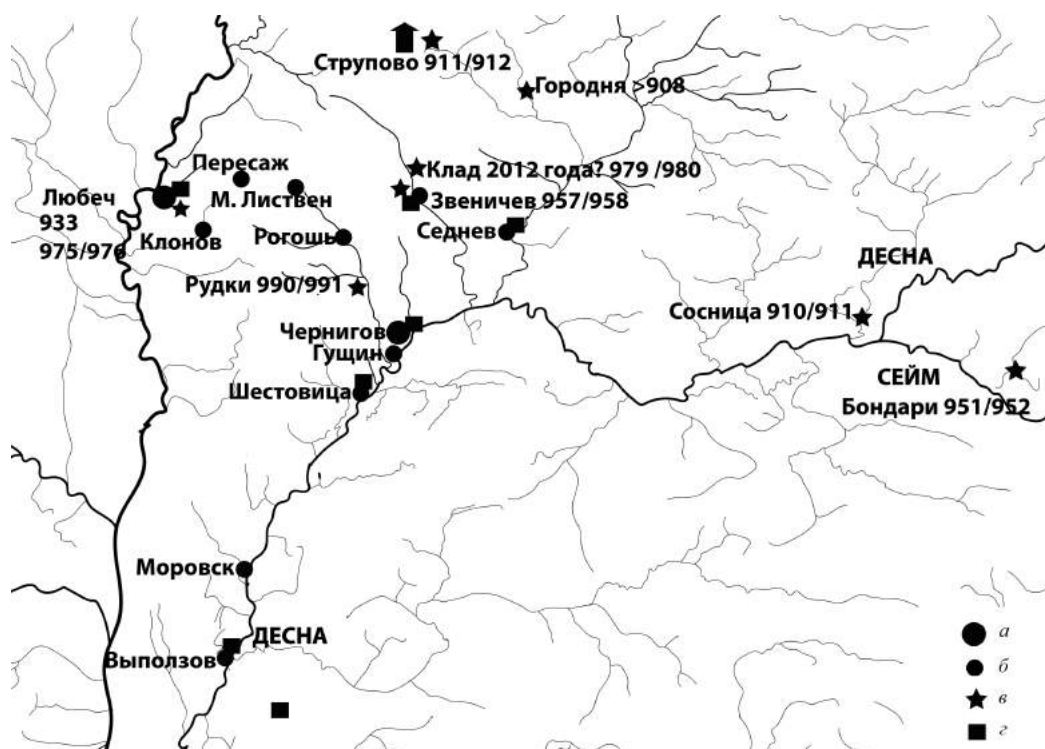 Струпово 911/912
Городня >908
Пересаж
Клад 2012 года? 979 /980
Любеч
933
975/976
М. Листвен
Звеничев 957/958
Клонов
Рогошь
Седнев
ДЕСНА
Рудки 990/991
Сосница 910/911
Чернигов
Гущин
Шестовица
СЕЙМ
Бондари 951/952
Моровск
ДЕСНА
Выползов
а
б
в
г